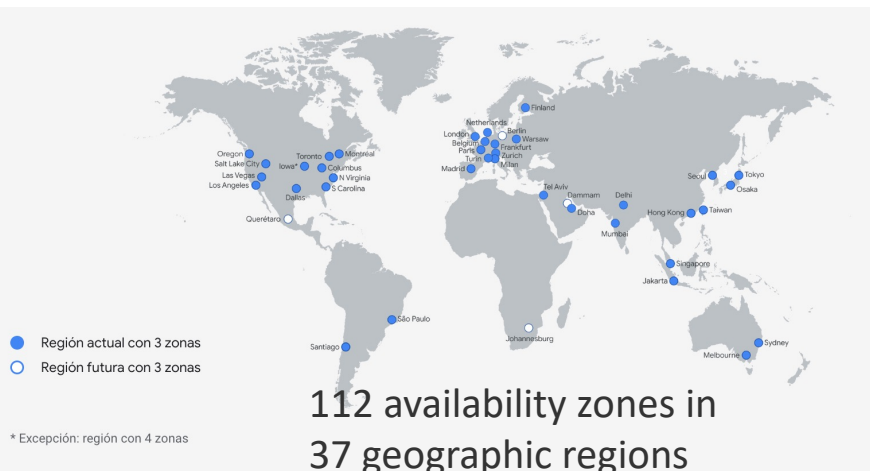 Finland
Netherlands
Berlin
London
Warsaw
Belgium
Frankfurt
Paris
Zurich
Turin
Milan
Madrid
Oregon
Toronto
Montréal
Salt Lake City
Iowa*
Columbus
Las Vegas
N Virginia
Los Angeles
S Carolina
Dallas
Querétaro
Tel Aviv
Dammam
Delhi
Doha
Mumbai
Seoul
Tokyo
Osaka
Hong Kong
Taiwan
Singapore
Jakarta
São Paulo
Santiago
Johannesburg
Sydney
Melbourne
Región actual con 3 zonas
Región futura con 3 zonas
* Excepción: región con 4 zonas
112 availability zones in
37 geographic regions